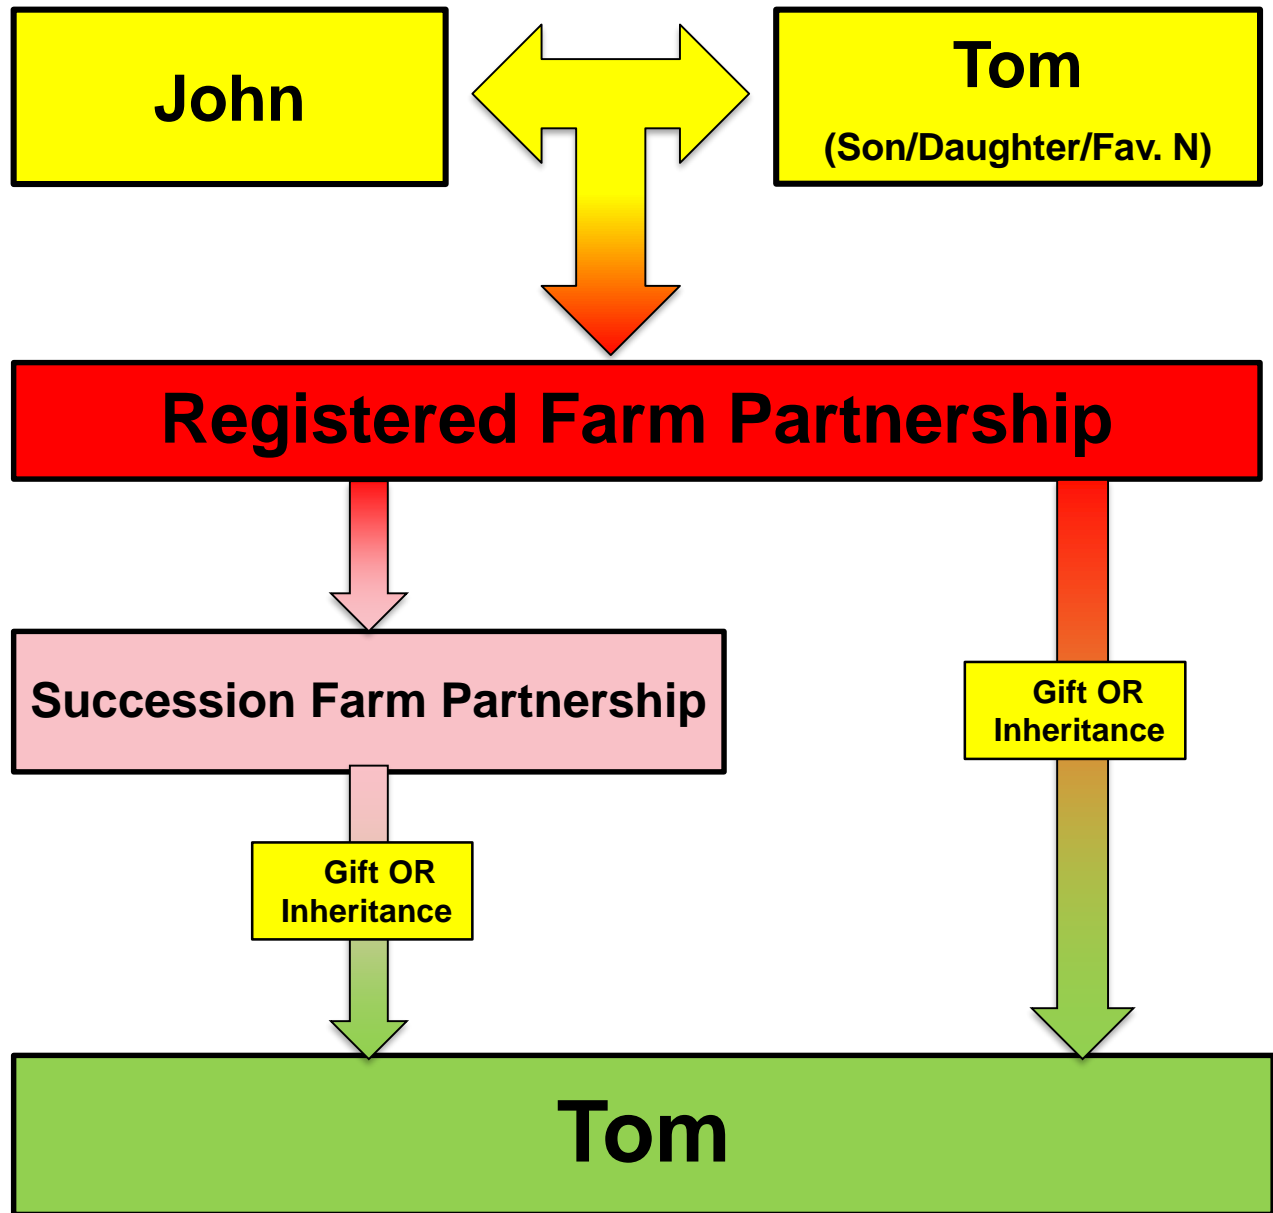 John
Tom
(Son/Daughter/Fav. N)
Registered Farm Partnership
Succession Farm Partnership
Gift OR
Inheritance
Gift OR
Inheritance
Tom